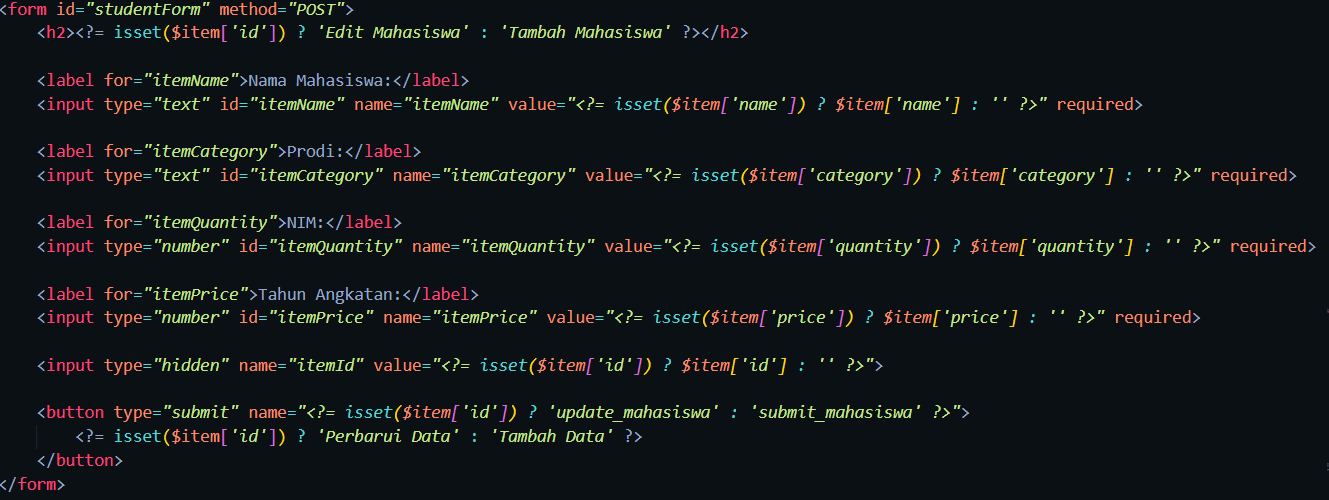 <form id="studentForm" method="POST">
    <h2><?= isset($item['id']) ? 'Edit Mahasiswa' : 'Tambah Mahasiswa' ?></h2>

    <label for="itemName">Nama Mahasiswa:</label>
    <input type="text" id="itemName" name="itemName" value="<?= isset($item['name']) ? $item['name'] : '' ?>" required>

    <label for="itemCategory">Prodi:</label>
    <input type="text" id="itemCategory" name="itemCategory" value="<?= isset($item['category']) ? $item['category'] : '' ?>" required>

    <label for="itemQuantity">NIM:</label>
    <input type="number" id="itemQuantity" name="itemQuantity" value="<?= isset($item['quantity']) ? $item['quantity'] : '' ?>" required>

    <label for="itemPrice">Tahun Angkatan:</label>
    <input type="number" id="itemPrice" name="itemPrice" value="<?= isset($item['price']) ? $item['price'] : '' ?>" required>

    <input type="hidden" name="itemId" value="<?= isset($item['id']) ? $item['id'] : '' ?>">

    <button type="submit" name="<?= isset($item['id']) ? 'update_mahasiswa' : 'submit_mahasiswa' ?>">
        <?= isset($item['id']) ? 'Perbarui Data' : 'Tambah Data' ?>
    </button>
</form>